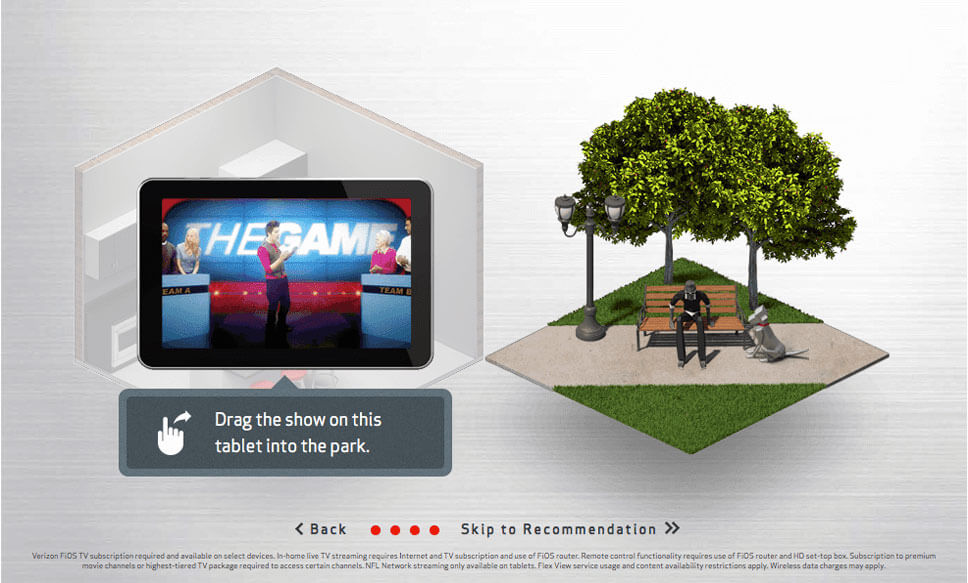 THE GAME
TEAM A
TEAM B
Drag the show on this
tablet into the park.
Back
Skip to Recommendation
Verizon FiOS TV subscription required and available on select devices. In-home live TV streaming requires Internet and TV subscription and use of FiOS router. Remote control functionality requires use of FiOS router and HD set-top box. Subscription to premium
movie channels or highest-tiered TV package required to access certain channels. NFL Network streaming only available on tablets. Flex View service usage and content availability restrictions apply. Wireless data charges may apply.